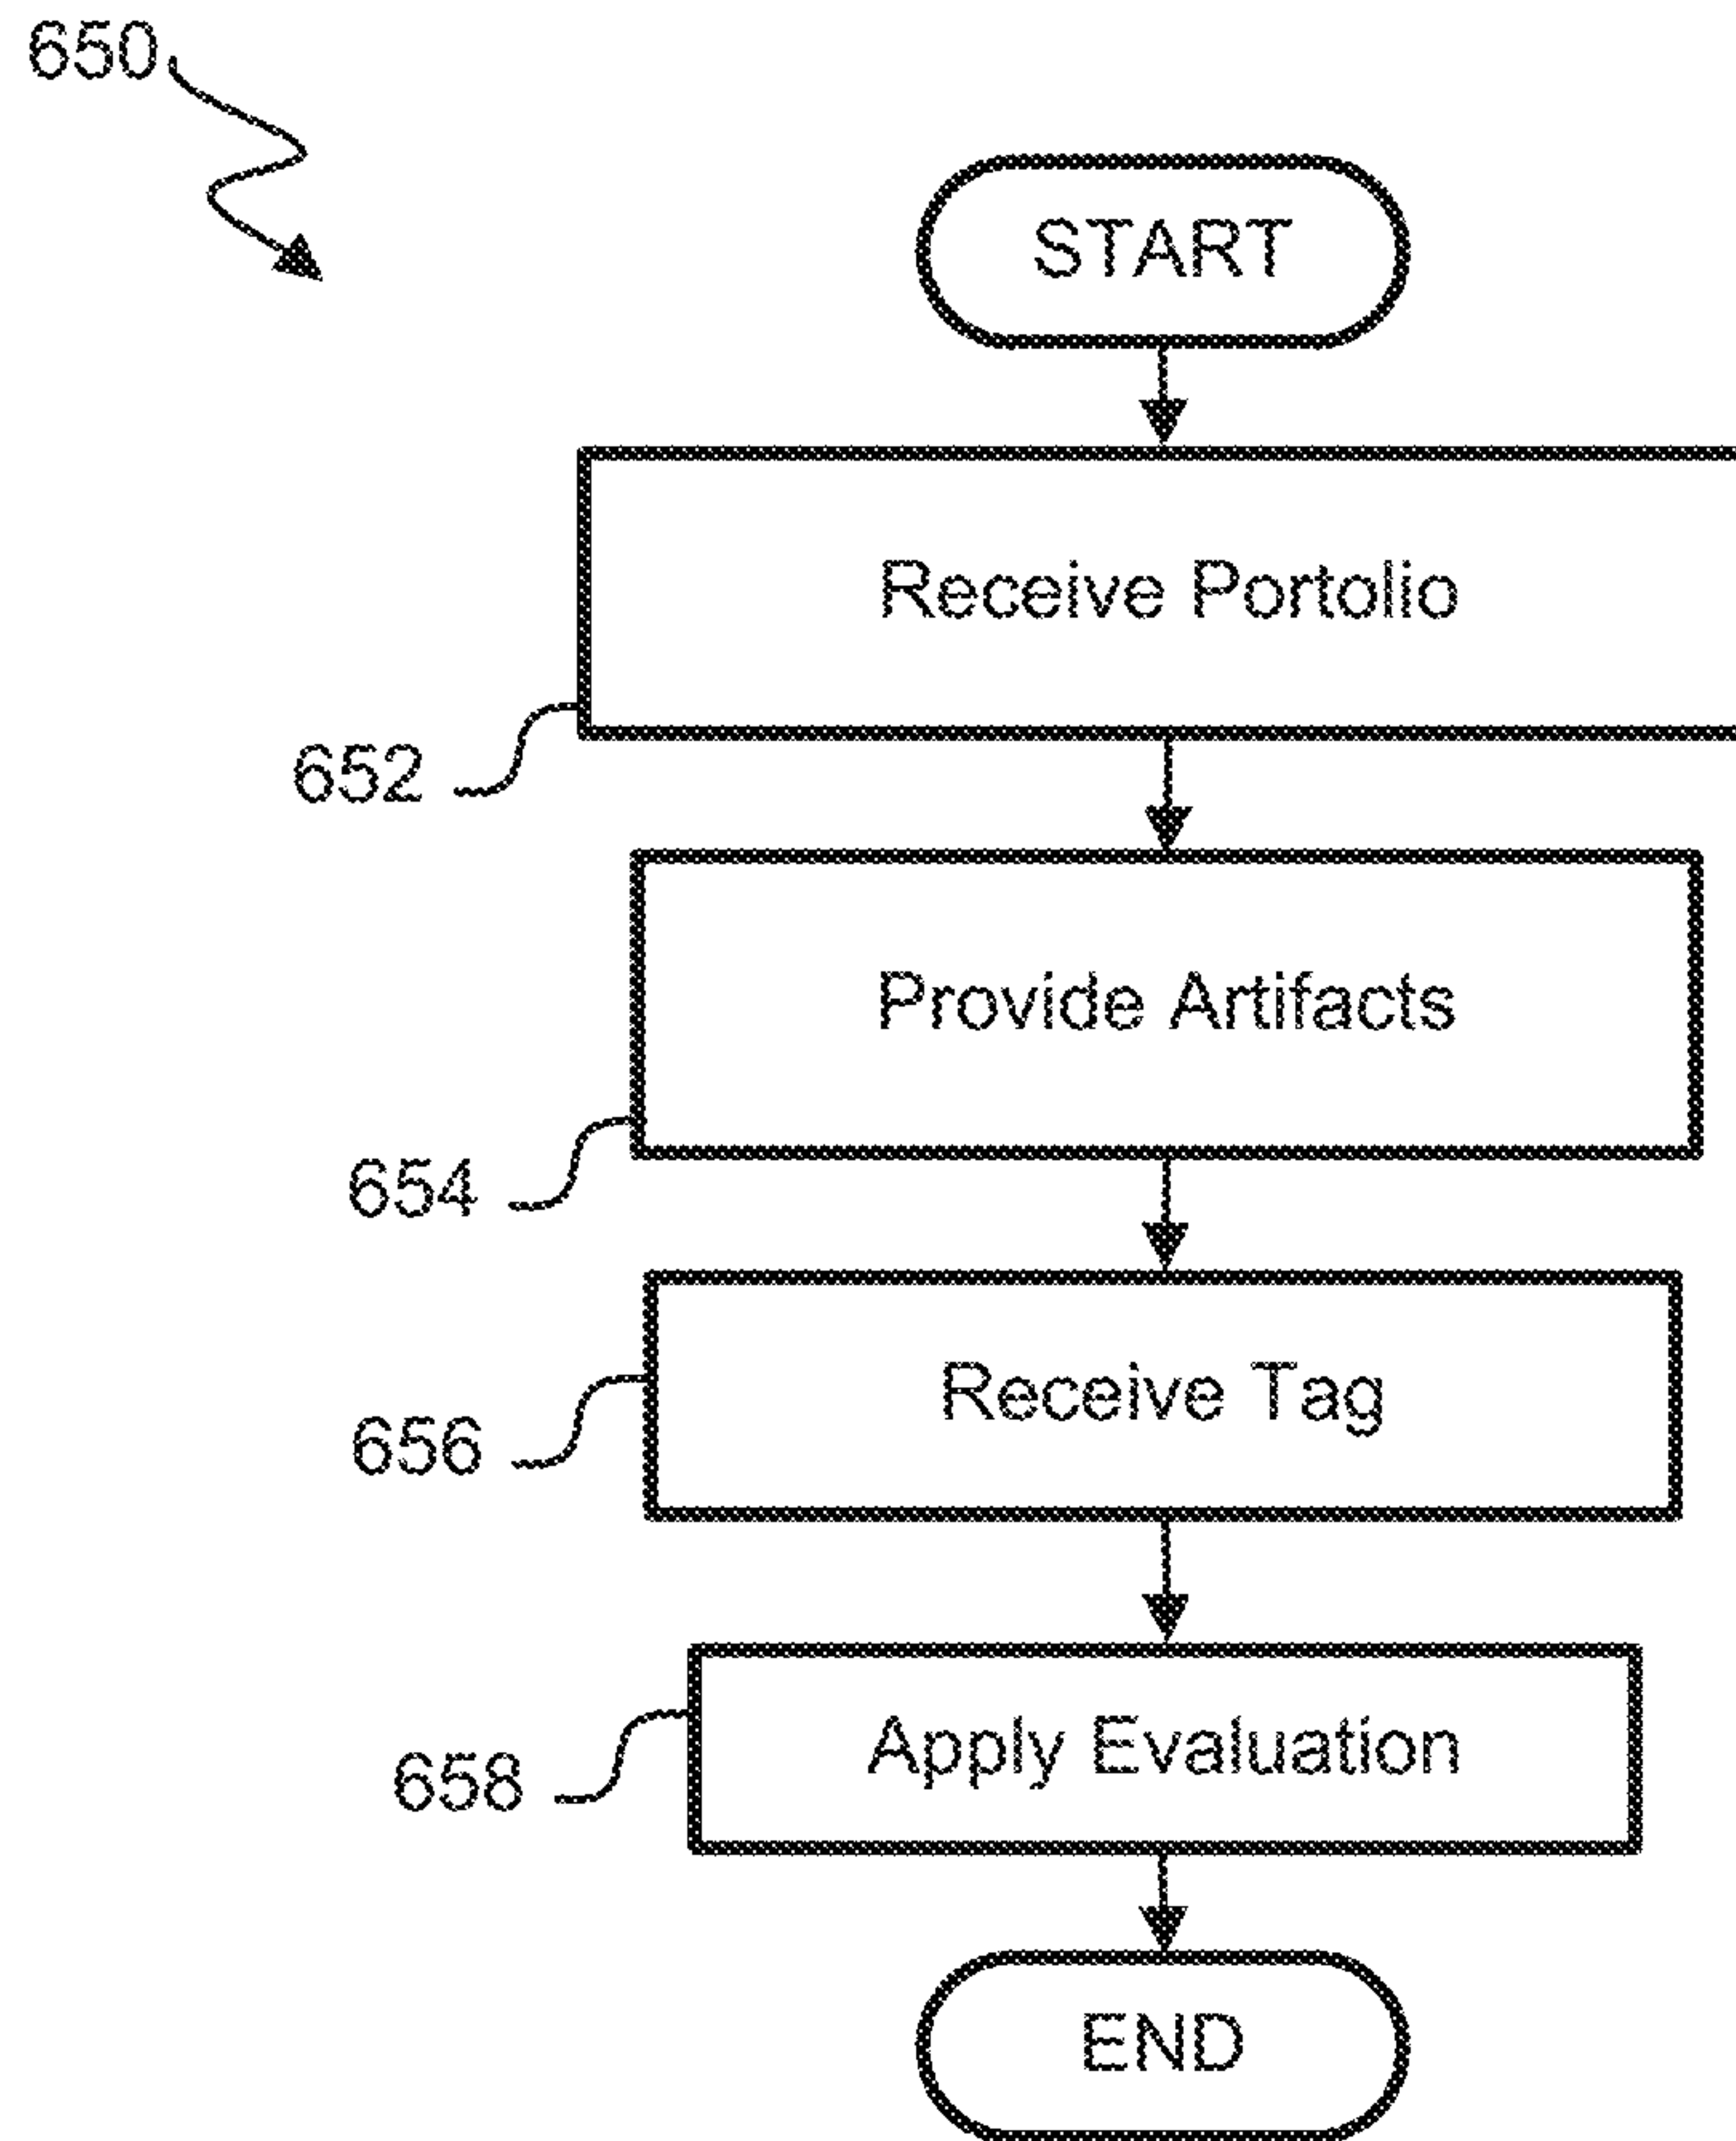 650
START
Receive Portolio
652
Provide Artifacts
654
Receive Tag
656
Apply Evaluation
658
END